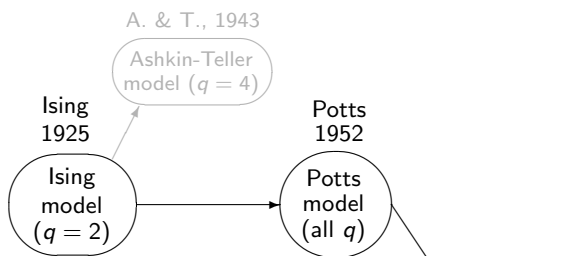 A. & T., 1943
Ashkin-Teller
model (q = 4)
Ising
1925
Ising
model
(q = 2)
Potts
1952
Potts
model
(all q)